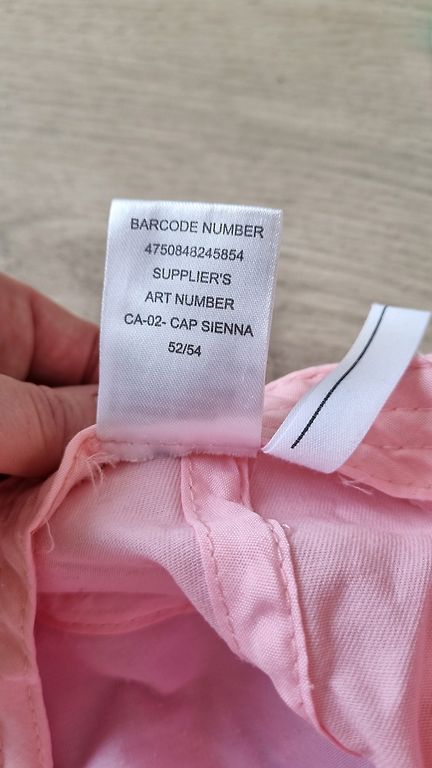 BARCODE NUMBER
4750848245854
SUPPLIER'S
ART NUMBER
CA-02- CAP SIENNA
52/54